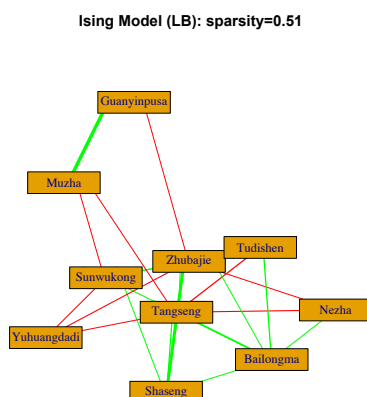 Ising Model (LB): sparsity=0.51
Guanyinpusa
Muzha
Tudishen
Zhubajie
Sunwukong
Tangseng
Nezha
Yuhuangdadi
Bailongma
Shaseng